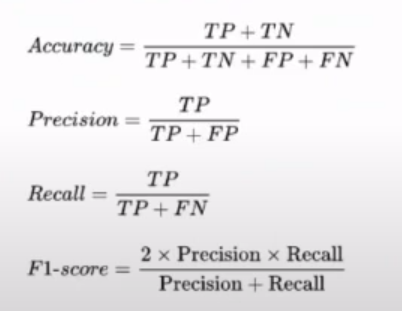 Accuracy = TP + TN / TP + TN + FP + FN
Precision = TP / TP + FP
Recall = TP / TP + FN
F1-score = 2 × Precision × Recall / Precision + Recall